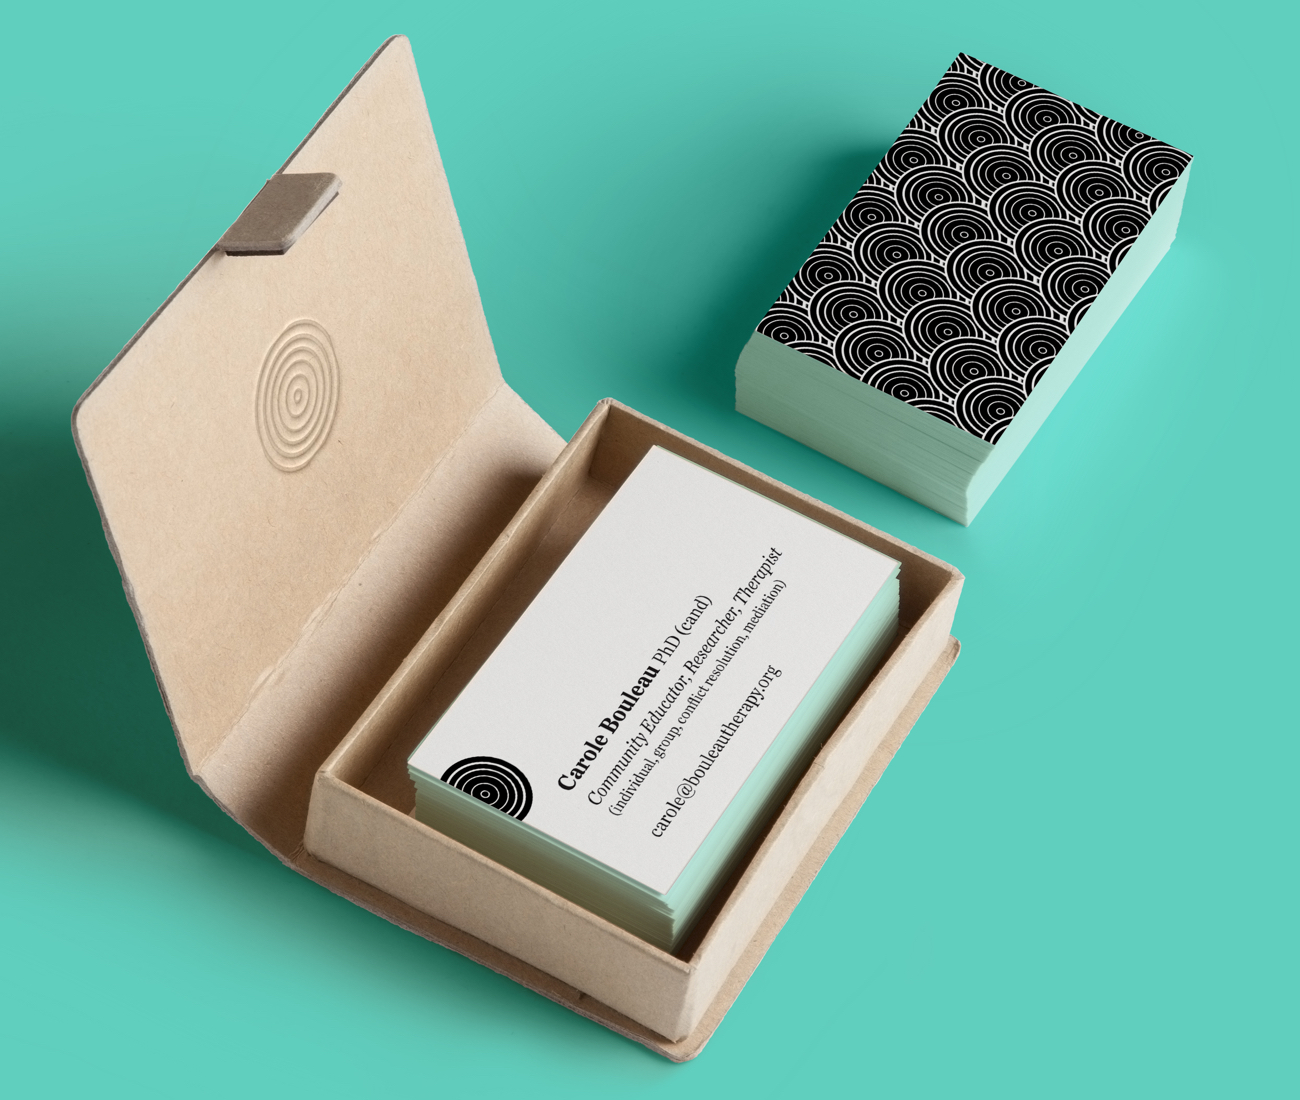 Carole Bouleau PhD (cand)
Community Educator, Researcher, Therapist
(individual, group, conflict resolution, mediation)
carole@bouleautherapy.org